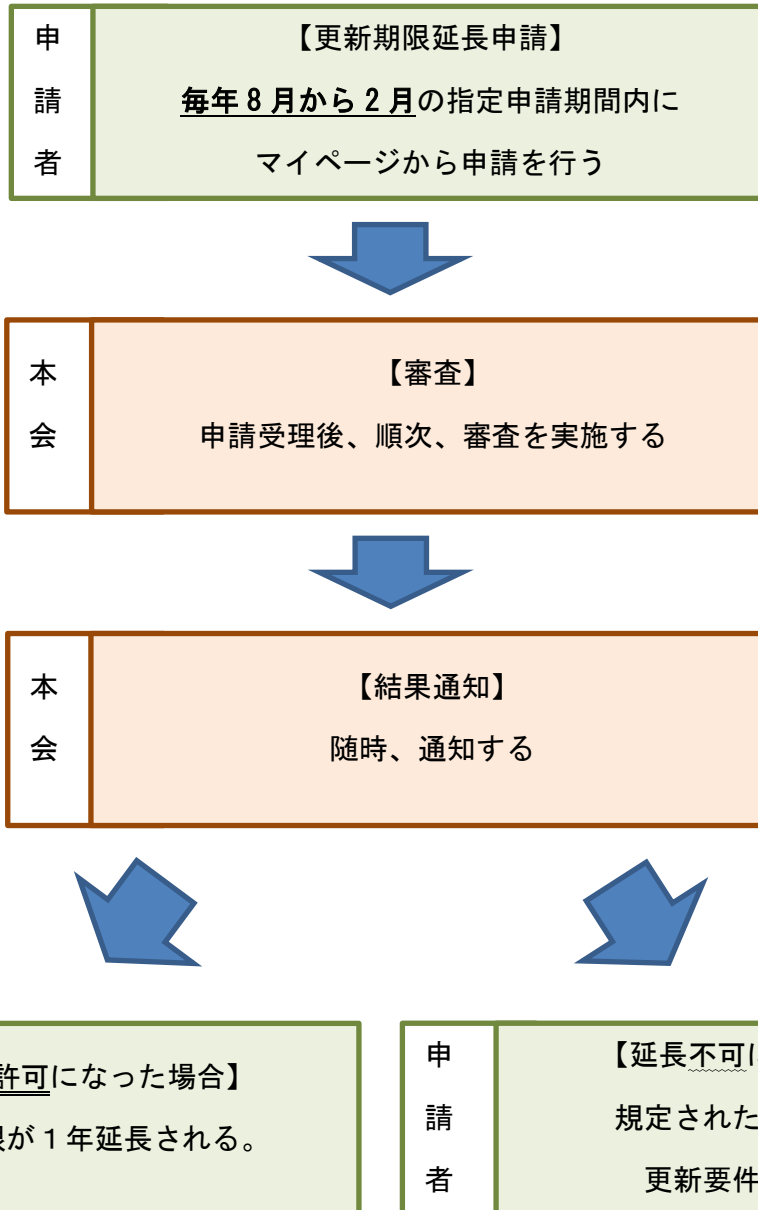 申請者
【更新期限延長申請】
毎年8月から2月の指定申請期間内に
マイページから申請を行う
本会
【審査】
申請受理後、順次、審査を実施する
本会
【結果通知】
随時、通知する
許可になった場合】
が1年延長される。
申請者
【延長不可
規定された
更新要件